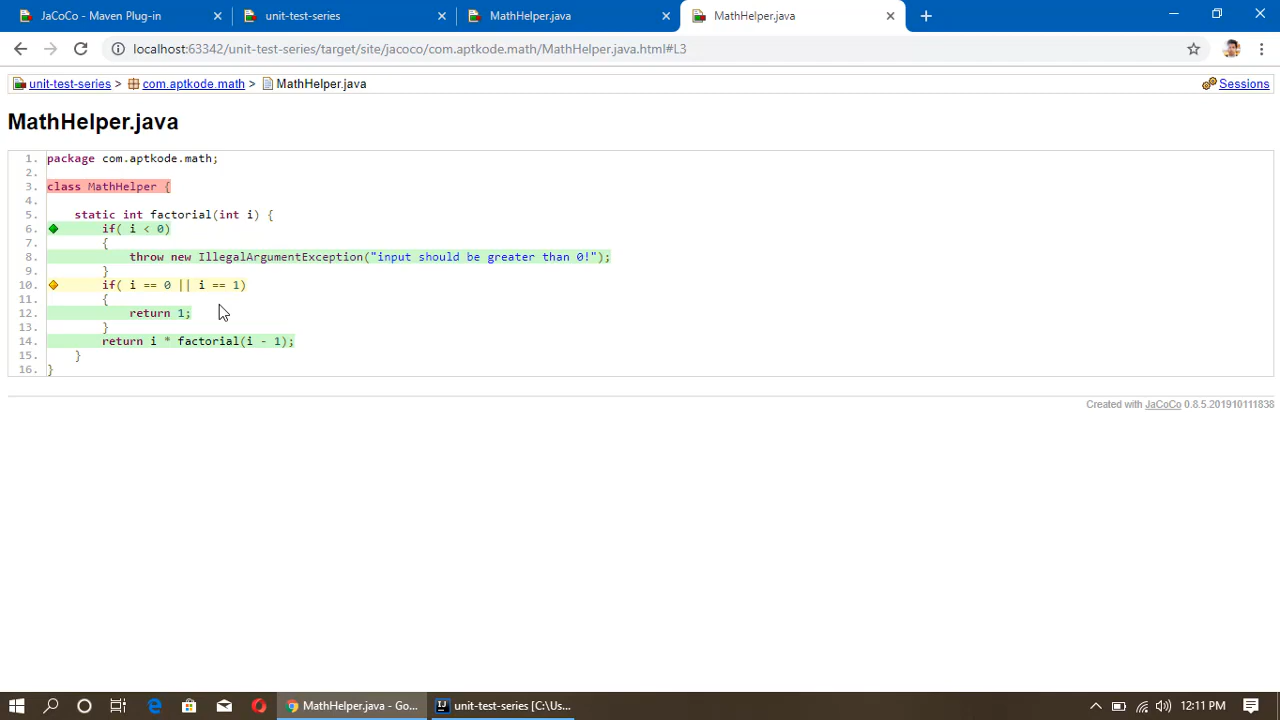 JaCoCo - Maven Plug-in
unit-test-series
MathHelper.java
MathHelper.java
localhost:63342/unit-test-series/target/site/jacoco/com.aptkode.math/MathHelper.java.html#L3
unit-test-series > com.aptkode.math > MathHelper.java
Sessions
MathHelper.java
1. package com.aptkode.math;
2.
3. class MathHelper {
4.
5. static int factorial(int i) {
6. if( i < 0)
7. {
8. throw new IllegalArgumentException("input should be greater than 0!");
9. }
10. if( i == 0 || i == 1)
11. {
12. return 1;
13. }
14. return i * factorial(i - 1);
15. }
16. }
Created with JaCoCo 0.8.5.201910111838
MathHelper.java - Go...
unit-test-series [C:\Us...
12:11 PM